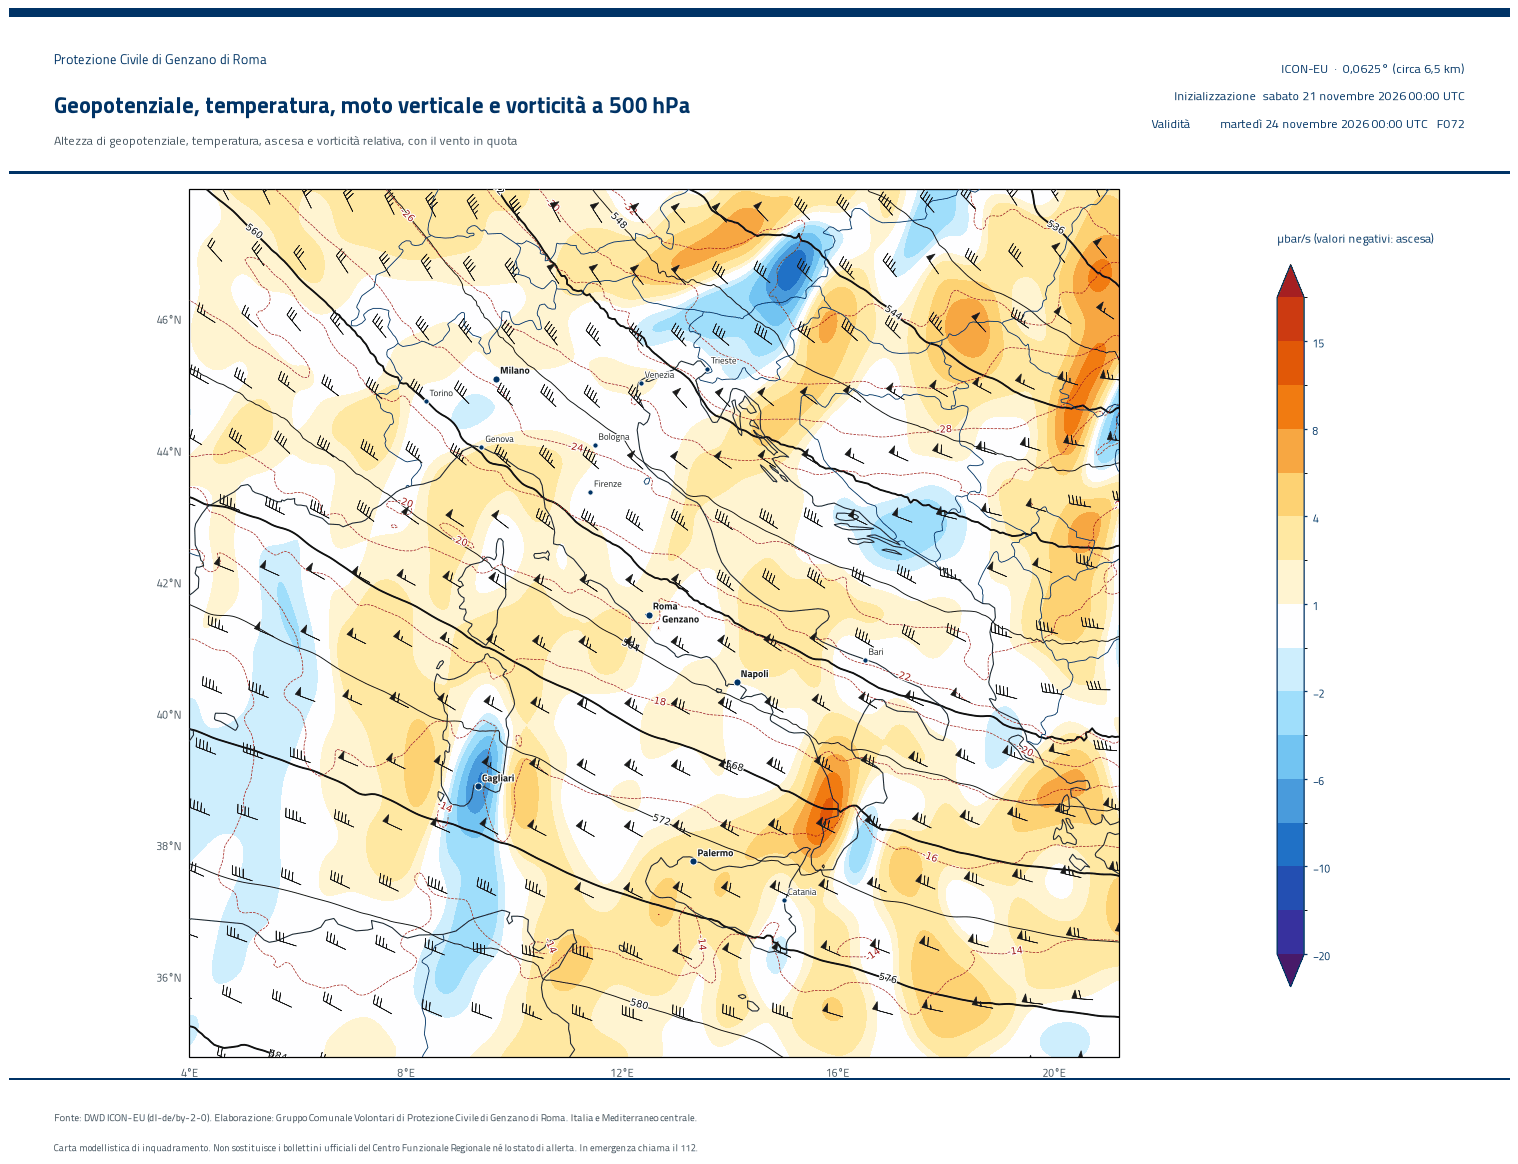 Protezione Civile di Genzano di Roma
Geopotenziale, temperatura, moto verticale e vorticità a 500 hPa
Altezza di geopotenziale, temperatura, ascesa e vorticità relativa, con il vento in quota
ICON-EU · 0,0625° (circa 6,5 km)
Inizializzazione sabato 21 novembre 2026 00:00 UTC
Validità martedì 24 novembre 2026 00:00 UTC F072
µbar/s (valori negativi: ascesa)
15
8
4
1
−2
−6
−10
−20
46°N
44°N
42°N
40°N
38°N
36°N
4°E
8°E
12°E
16°E
20°E
560
-26
548
536
544
Trieste
Venezia
Milano
Torino
-28
Genova
Bologna
-24
Firenze
-20
-20
Roma
Genzano
Bari
-22
Napoli
-18
-20
568
Cagliari
-14
572
Palermo
-16
Catania
-14
-14
-14
-14
576
580
584
Fonte: DWD ICON-EU (dl-de/by-2-0). Elaborazione: Gruppo Comunale Volontari di Protezione Civile di Genzano di Roma. Italia e Mediterraneo centrale.
Carta modellistica di inquadramento. Non sostituisce i bollettini ufficiali del Centro Funzionale Regionale né lo stato di allerta. In emergenza chiama il 112.